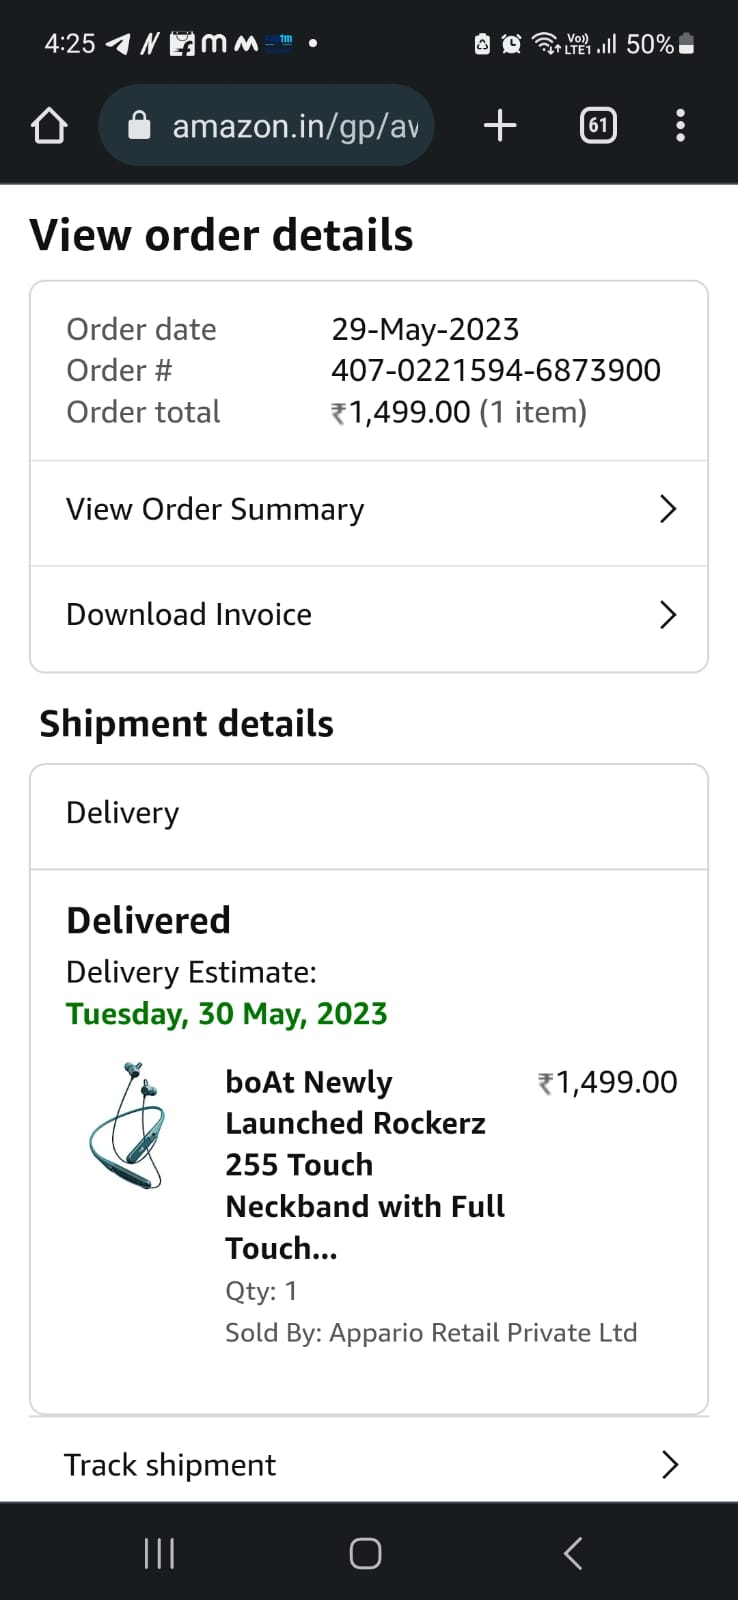 4:25
Vo))
LTE1
50%
amazon.in/gp/av
61
View order details
Order date 29-May-2023
Order # 407-0221594-6873900
Order total ₹1,499.00 (1 item)
View Order Summary
Download Invoice
Shipment details
Delivery
Delivered
Delivery Estimate:
Tuesday, 30 May, 2023
boAt Newly ₹1,499.00
Launched Rockerz
255 Touch
Neckband with Full
Touch...
Qty: 1
Sold By: Appario Retail Private Ltd
Track shipment